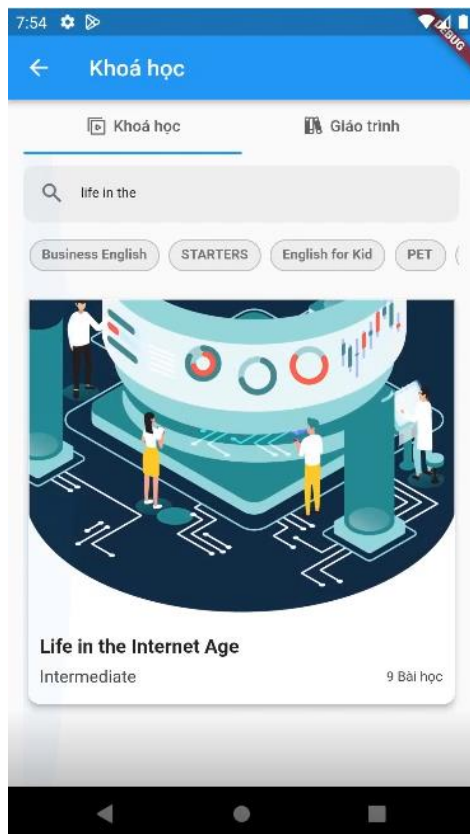 7:54
DEBUG
Khoá học
Khoá học
Giáo trình
life in the
Business English STARTERS English for Kid PET
Life in the Internet Age
Intermediate
9 Bài học